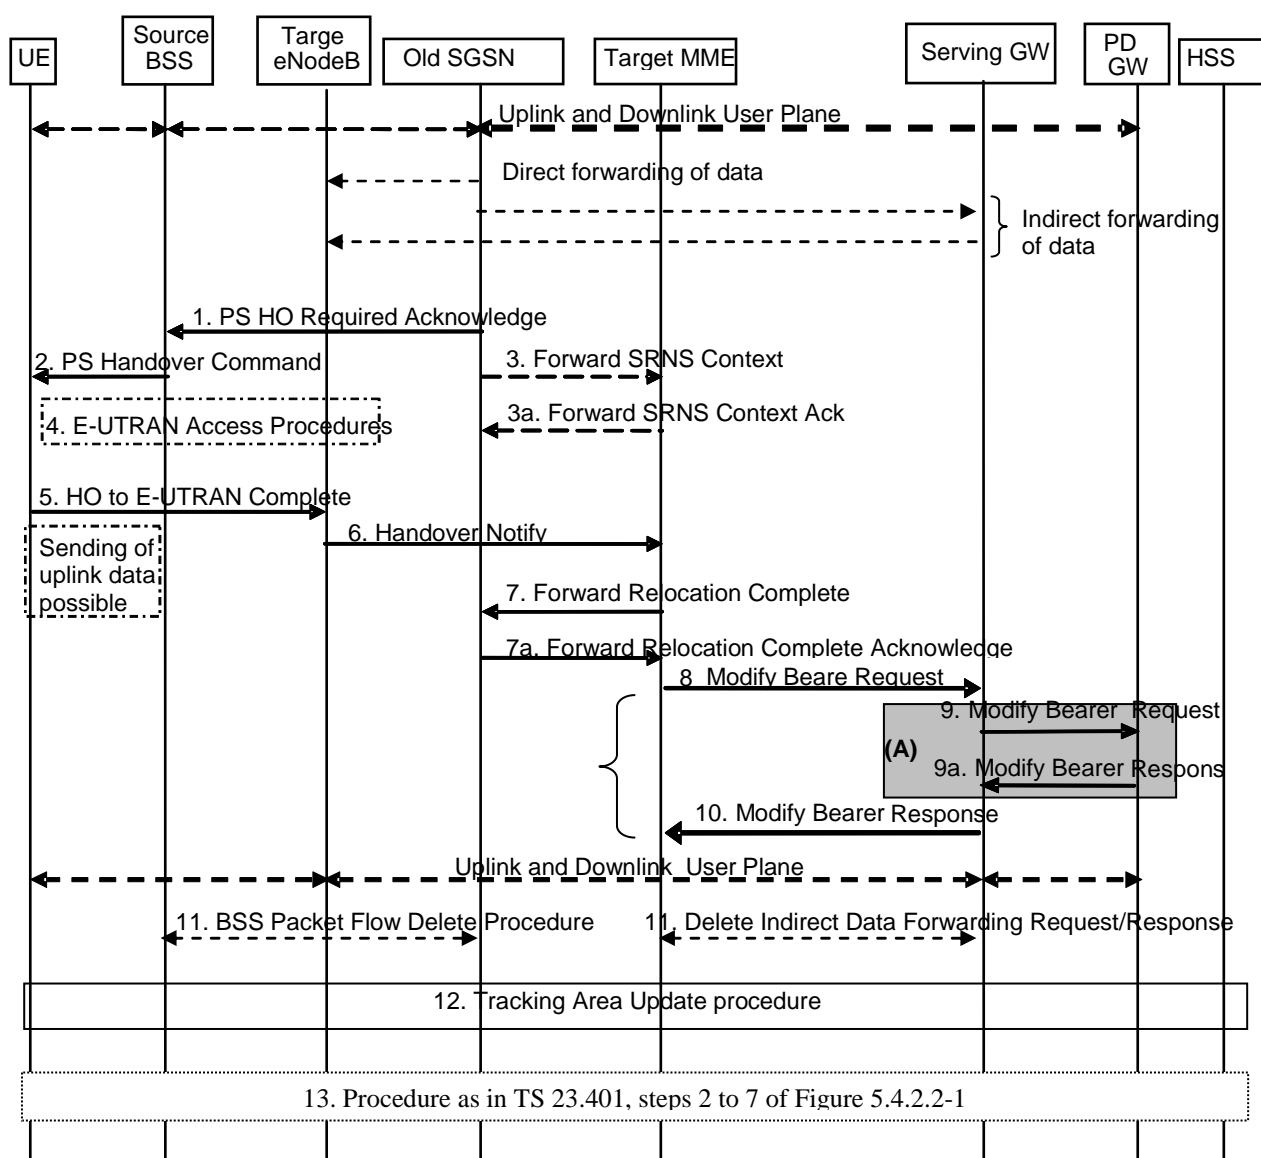 UE
Source
BSS
Targe
eNodeB
Old SGSN
Target MME
Serving GW
PD
GW
HSS
Uplink and Downlink User Plane
Direct forwarding of data
Indirect forwarding
of data
1. PS HO Required Acknowledge
2. PS Handover Command
3. Forward SRNS Context
4. E-UTRAN Access Procedures
3a. Forward SRNS Context Ack
5. HO to E-UTRAN Complete
6. Handover Notify
Sending of
uplink data
possible
7. Forward Relocation Complete
7a. Forward Relocation Complete Acknowledge
8 Modify Beare Request
9. Modify Bearer Request
(A)
9a. Modify Bearer Respons
10. Modify Bearer Response
Uplink and Downlink User Plane
11. BSS Packet Flow Delete Procedure
11. Delete Indirect Data Forwarding Request/Response
12. Tracking Area Update procedure
13. Procedure as in TS 23.401, steps 2 to 7 of Figure 5.4.2.2-1